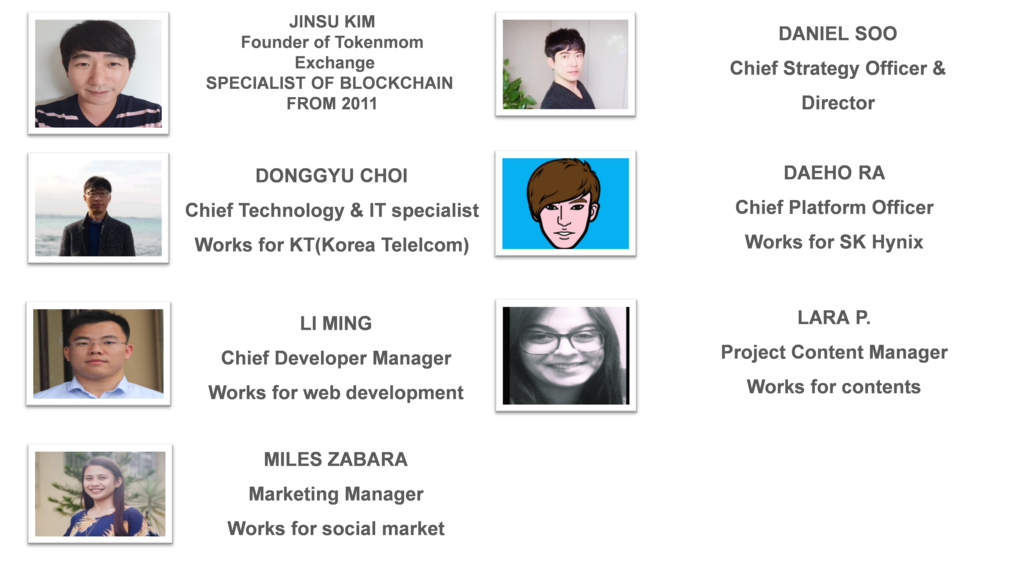 JINSU KIM
Founder of Tokenmom
Exchange
SPECIALIST OF BLOCKCHAIN
FROM 2011
DANIEL SOO
Chief Strategy Officer &
Director
DONGGYU CHOI
Chief Technology & IT specialist
Works for KT(Korea Telelcom)
DAEHO RA
Chief Platform Officer
Works for SK Hynix
LI MING
Chief Developer Manager
Works for web development
LARA P.
Project Content Manager
Works for contents
MILES ZABARA
Marketing Manager
Works for social market